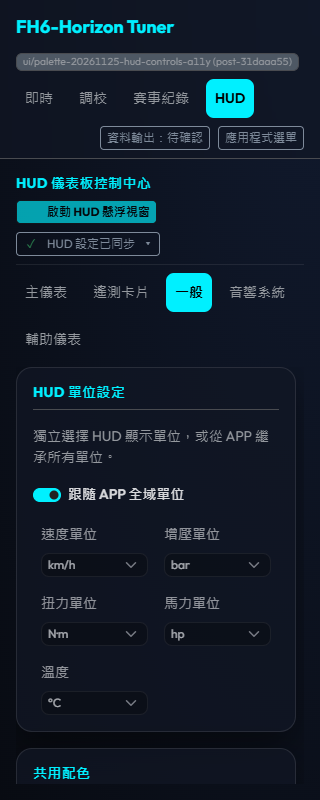 FH6-Horizon Tuner
ui/palette-20261125-hud-controls-a11y (post-31daaa55)
即時 調校 賽事紀錄 HUD
資料輸出：待確認 應用程式選單
HUD 儀表板控制中心
啟動 HUD 懸浮視窗
✓ HUD 設定已同步
主儀表 遙測卡片 一般 音響系統
輔助儀表
HUD 單位設定
獨立選擇 HUD 顯示單位，或從 APP 繼
承所有單位。
跟隨 APP 全域單位
速度單位 增壓單位
km/h bar
扭力單位 馬力單位
N·m hp
溫度
°C
共用配色